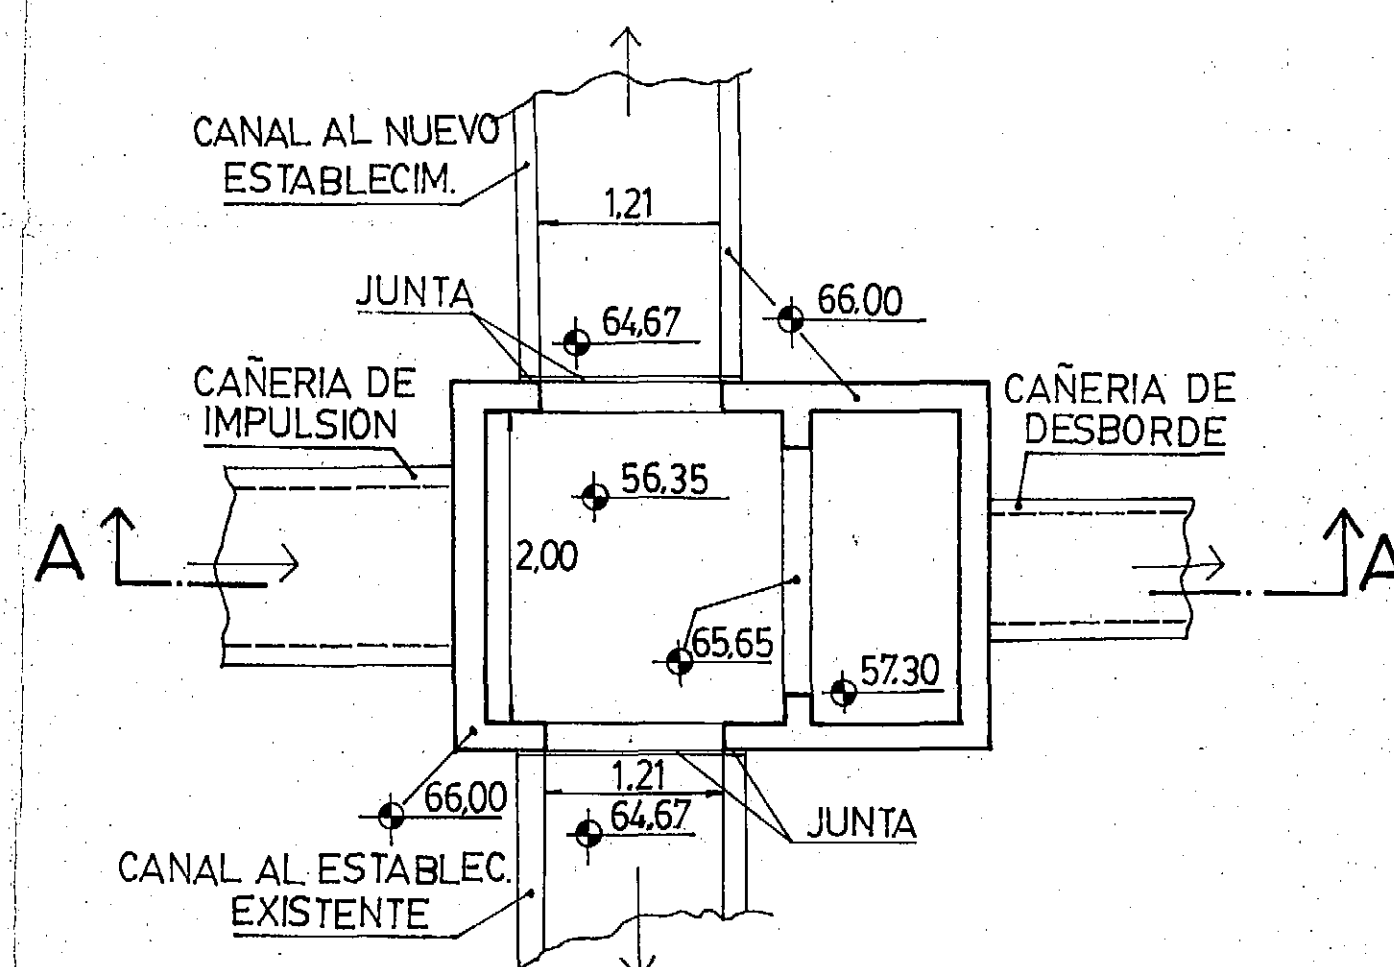 CANAL AL NUEVO
ESTABLECIM.
1,21
JUNTA
64,67
66,00
CAÑERIA DE
IMPULSION
CAÑERIA DE
DESBORDE
56,35
A
2,00
A
65,65
57.30
66,00
1.21
64,67
JUNTA
CANAL AL ESTABLEC.
EXISTENTE